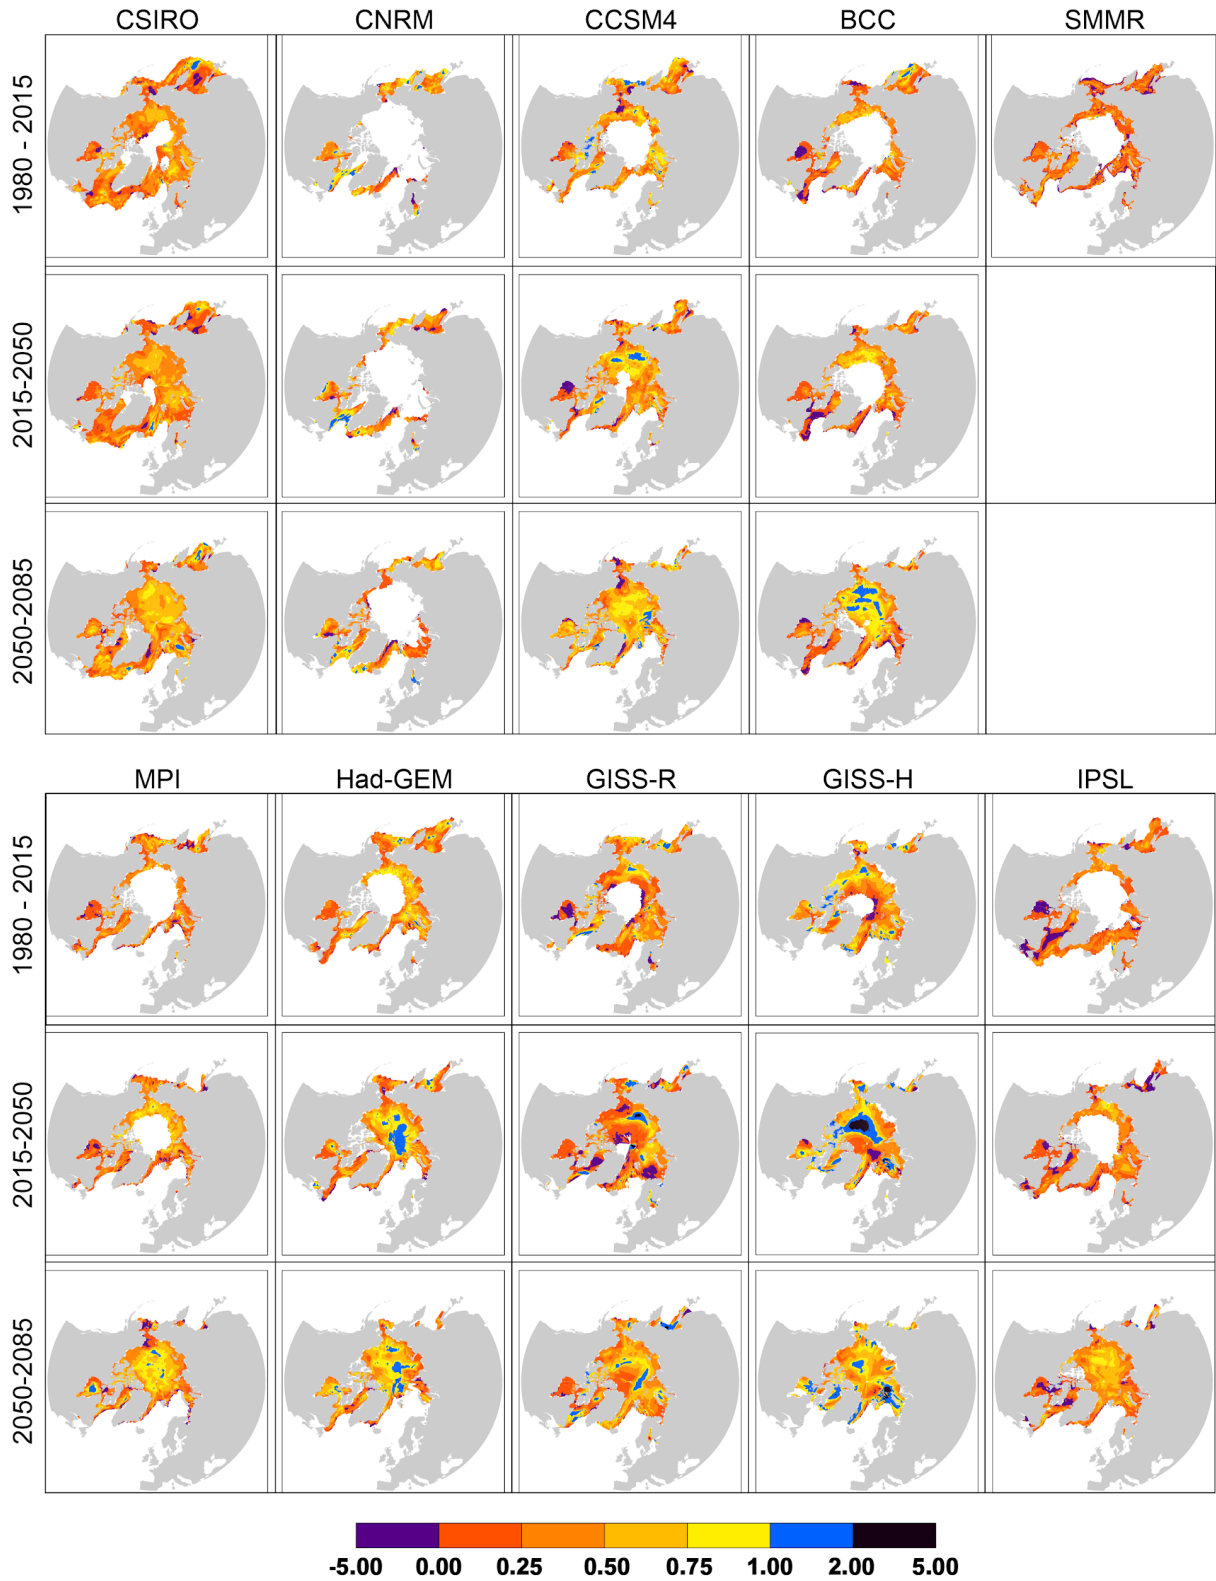 CSIRO CNRM CCSM4 BCC SMMR
1980 - 2015
2015-2050
2050-2085
MPI Had-GEM GISS-R GISS-H IPSL
1980 - 2015
2015-2050
2050-2085
-5.00 0.00 0.25 0.50 0.75 1.00 2.00 5.00